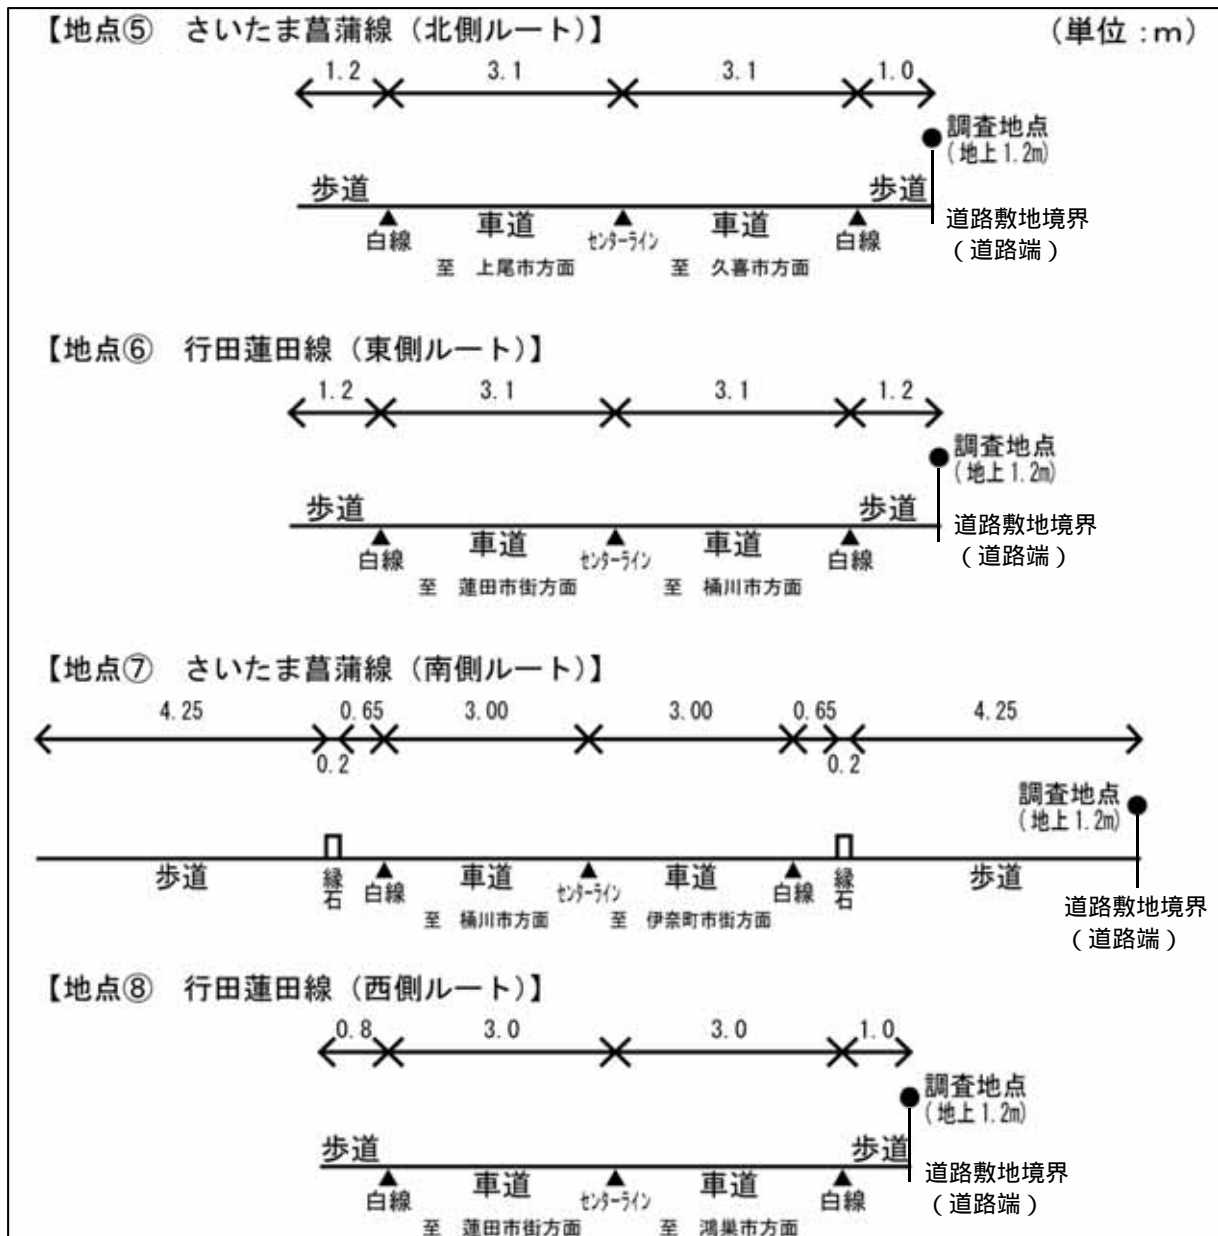 【地点⑤　さいたま菖蒲線（北側ルート）】　（単位：m）
1.2　3.1　3.1　1.0
調査地点
(地上1.2m)
歩道　歩道
白線　車道　センターライン　車道　白線
道路敷地境界
（道路端）
至　上尾市方面　至　久喜市方面
【地点⑥　行田蓮田線（東側ルート）】
1.2　3.1　3.1　1.2
調査地点
(地上1.2m)
歩道　歩道
白線　車道　センターライン　車道　白線
道路敷地境界
（道路端）
至　蓮田市街方面　至　桶川市方面
【地点⑦　さいたま菖蒲線（南側ルート）】
4.25　0.65　3.00　3.00　0.65　4.25
0.2　0.2
調査地点
(地上1.2m)
歩道　縁石　白線　車道　センターライン　車道　白線　縁石　歩道
至　桶川市方面　至　伊奈町市街方面
道路敷地境界
（道路端）
【地点⑧　行田蓮田線（西側ルート）】
0.8　3.0　3.0　1.0
調査地点
(地上1.2m)
歩道　歩道
白線　車道　センターライン　車道　白線
道路敷地境界
（道路端）
至　蓮田市街方面　至　鴻巣市方面